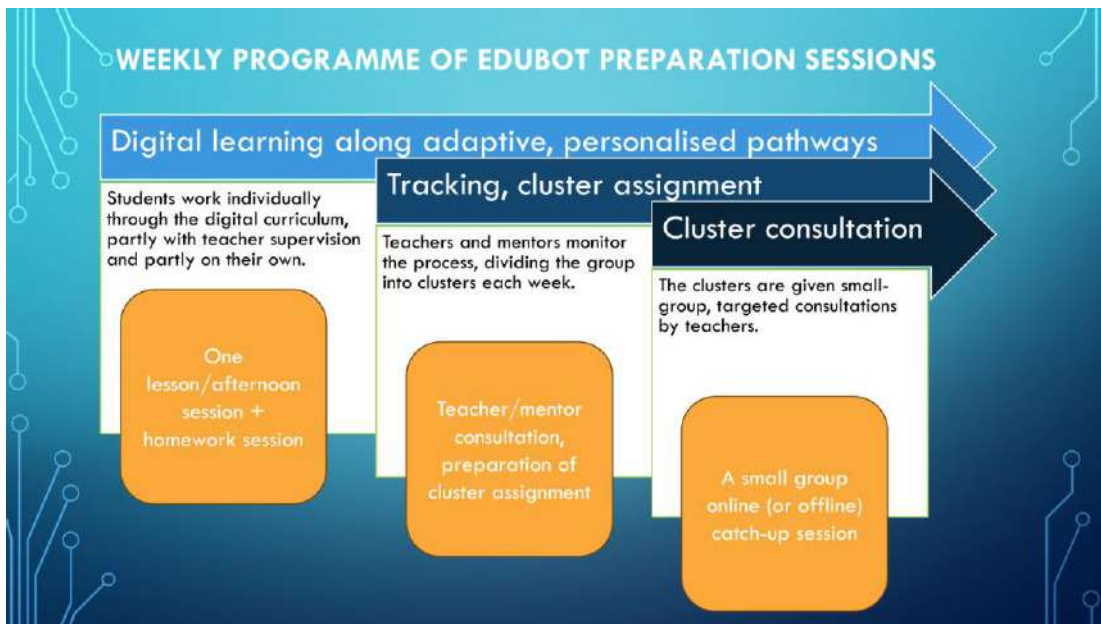 WEEKLY PROGRAMME OF EDUBOT PREPARATION SESSIONS
Digital learning along adaptive, personalised pathways
Students work individually
through the digital curriculum,
partly with teacher supervision
and partly on their own.
One
lesson/afternoon
session +
homework session
Tracking, cluster assignment
Teachers and mentors monitor
the process, dividing the group
into clusters each week.
Teacher/mentor
consultation,
preparation of
cluster assignment
Cluster consultation
The clusters are given small-
group, targeted consultations
by teachers.
A small group
online (or offline)
catch-up session